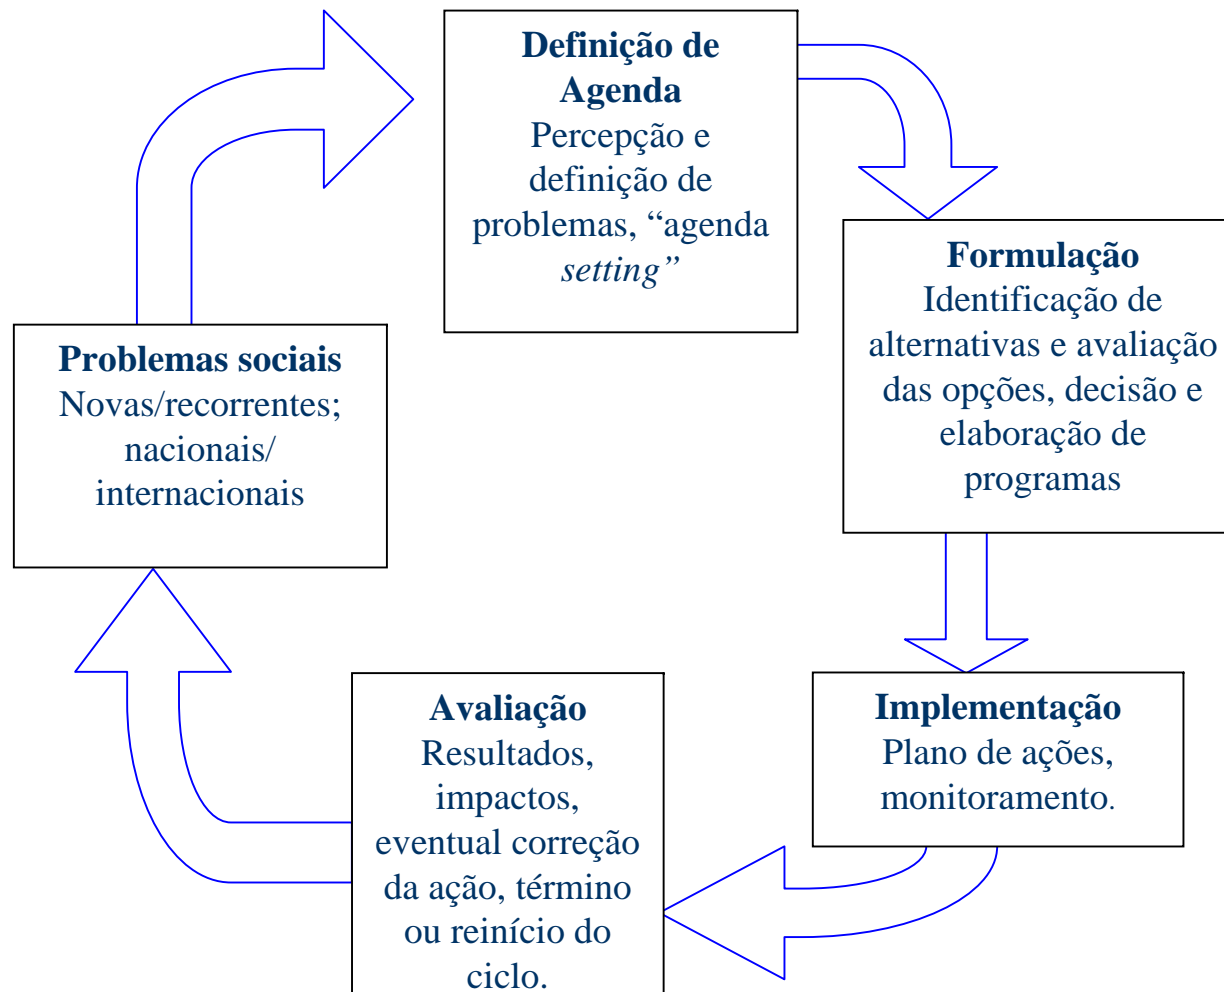 Definição de
Agenda
Percepção e
definição de
problemas, “agenda
setting”
Formulação
Identificação de
alternativas e avaliação
das opções, decisão e
elaboração de
programas
Implementação
Plano de ações,
monitoramento.
Avaliação
Resultados,
impactos,
eventual correção
da ação, término
ou reinício do
ciclo.
Problemas sociais
Novas/recorrentes;
nacionais/
internacionais